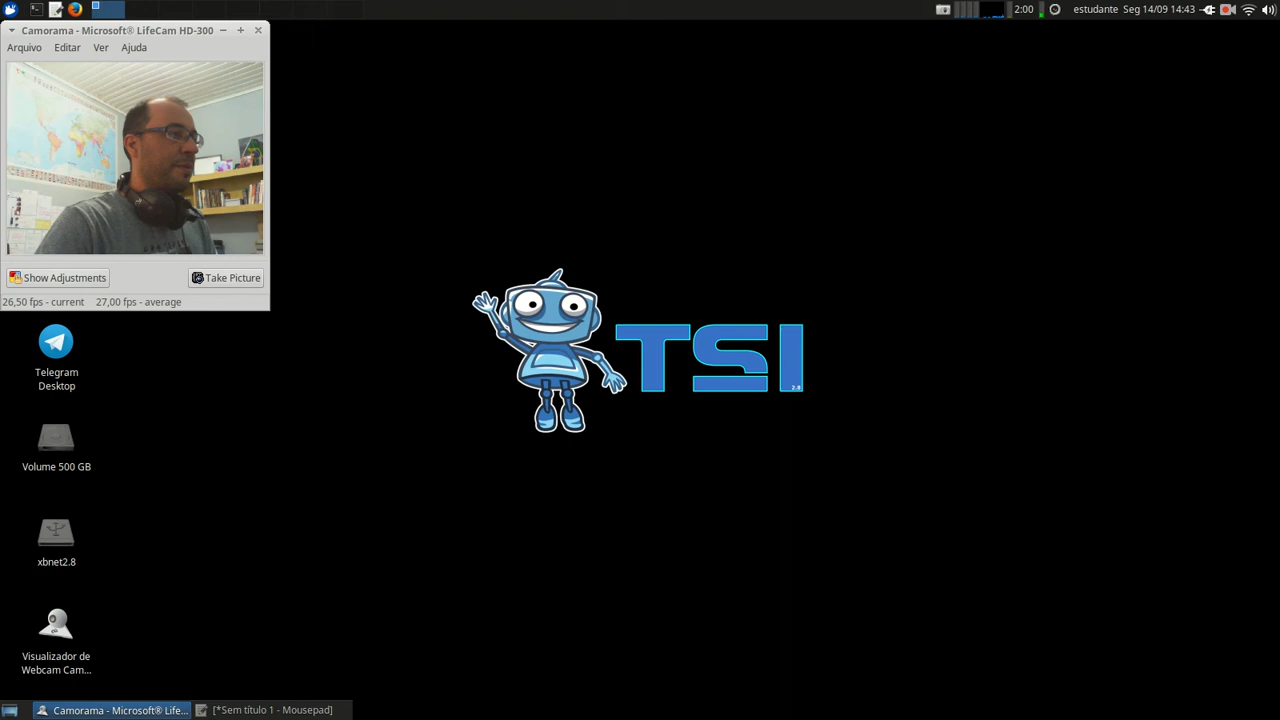 2:00
estudante
Seg 14/09 14:43
Camorama - Microsoft® LifeCam HD-300
Arquivo Editar Ver Ajuda
Show Adjustments
Take Picture
26,50 fps - current 27,00 fps - average
Telegram
Desktop
Volume 500 GB
xbnet2.8
Visualizador de
Webcam Cam...
TSI
2.8
Camorama - Microsoft® Life...
[*Sem título 1 - Mousepad]